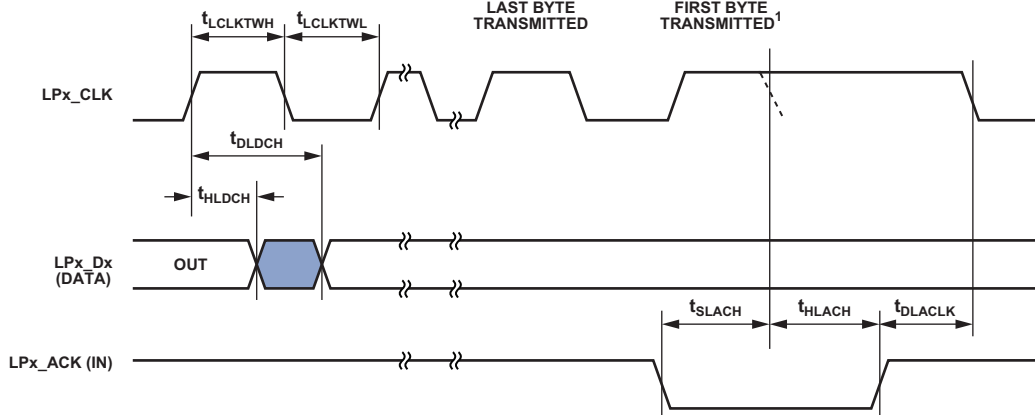 LAST BYTE
TRANSMITTED
FIRST BYTE
TRANSMITTED1
tLCLKTWH
tLCLKTWL
LPx_CLK
tDLDCH
tHLDCH
LPx_Dx
(DATA)
OUT
tSLACH
tHLACH
tDLACLK
LPx_ACK (IN)